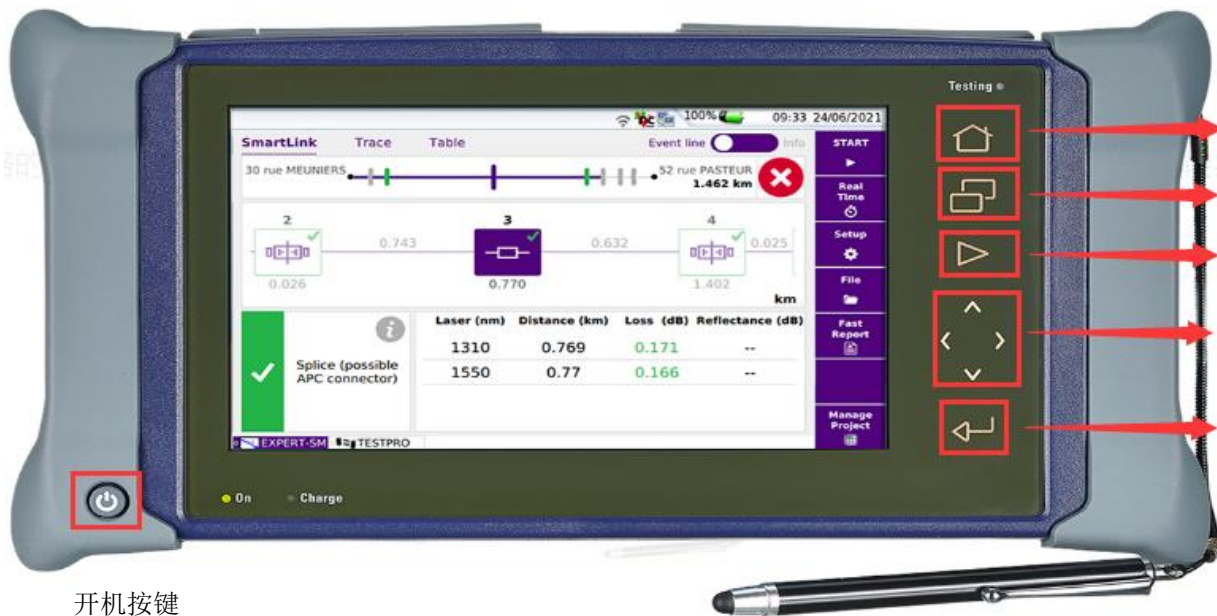 Testing
100%
09:33 24/06/2021
SmartLink Trace Table Event line Info
START
30 rue MEUNIERS
52 rue PASTEUR
1.462 km
Real
Time
2 3 4
0.743 0.632 0.025
Setup
0.026 0.770 1.402
km
File
Laser (nm) Distance (km) Loss (dB) Reflectance (dB)
1310 0.769 0.171 --
1550 0.77 0.166 --
i
Splice (possible
APC connector)
Fast
Report
Manage
Project
EXPERT-SM TESTPRO
On Charge
开机按键